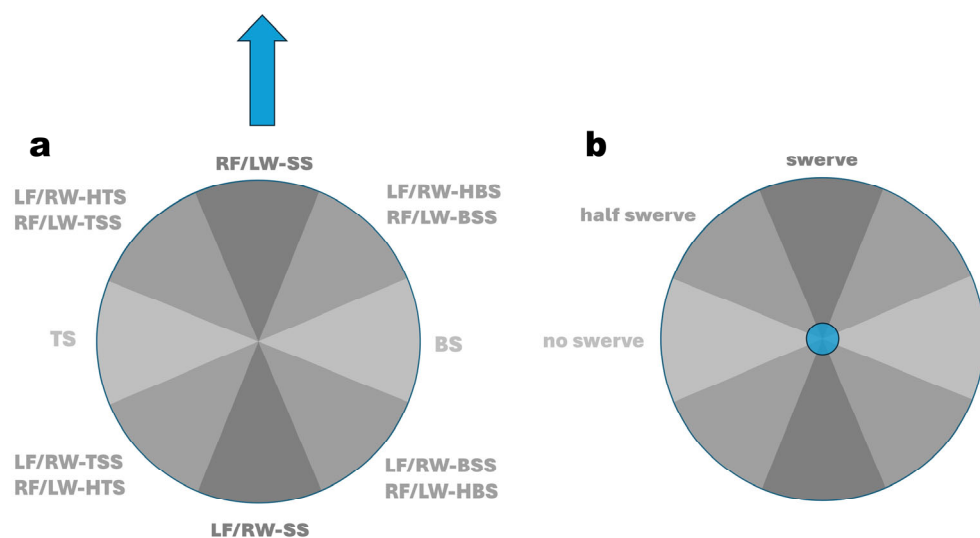 a
RF/LW-SS
LF/RW-HTS
RF/LW-TSS
LF/RW-HBS
RF/LW-BSS
TS
BS
LF/RW-TSS
RF/LW-HTS
LF/RW-BSS
RF/LW-HBS
LF/RW-SS
b
swerve
half swerve
no swerve